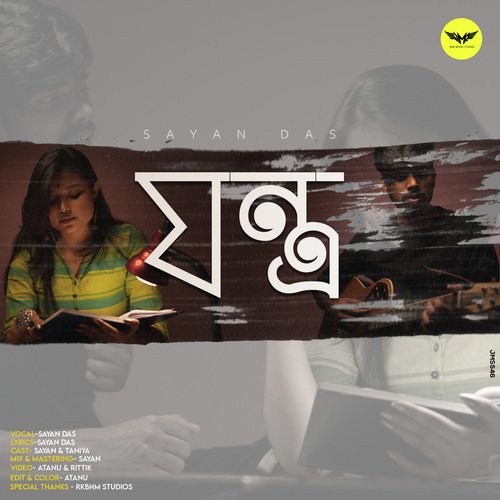 SAYAN DAS
যন্ত্র
JMS546
VOCAL-SAYAN DAS
LYRICS-SAYAN DAS
CAST- SAYAN & TANIYA
MIX & MASTERING- SAYAN
VIDEO- ATANU & RITTIK
EDIT & COLOR- ATANU
SPECIAL THANKS - RKBHM STUDIOS